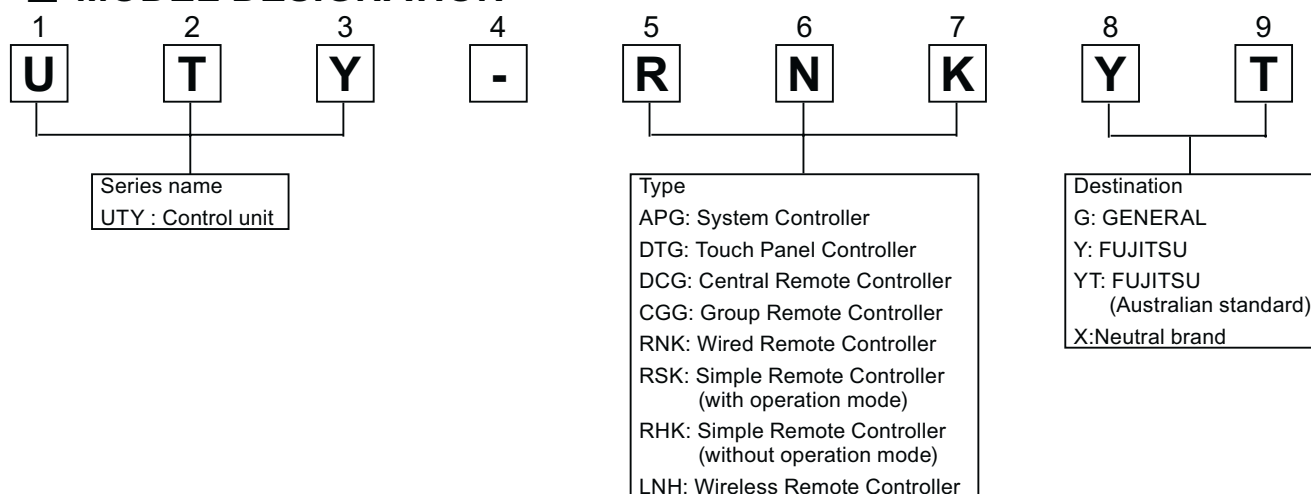 1 2 3 4 5 6 7 8 9
U T Y - R N K Y T
Series name
UTY : Control unit
Type
APG: System Controller
DTG: Touch Panel Controller
DCG: Central Remote Controller
CGG: Group Remote Controller
RNK: Wired Remote Controller
RSK: Simple Remote Controller
(with operation mode)
RHK: Simple Remote Controller
(without operation mode)
LNH: Wireless Remote Controller
Destination
G: GENERAL
Y: FUJITSU
YT: FUJITSU
(Australian standard)
X:Neutral brand